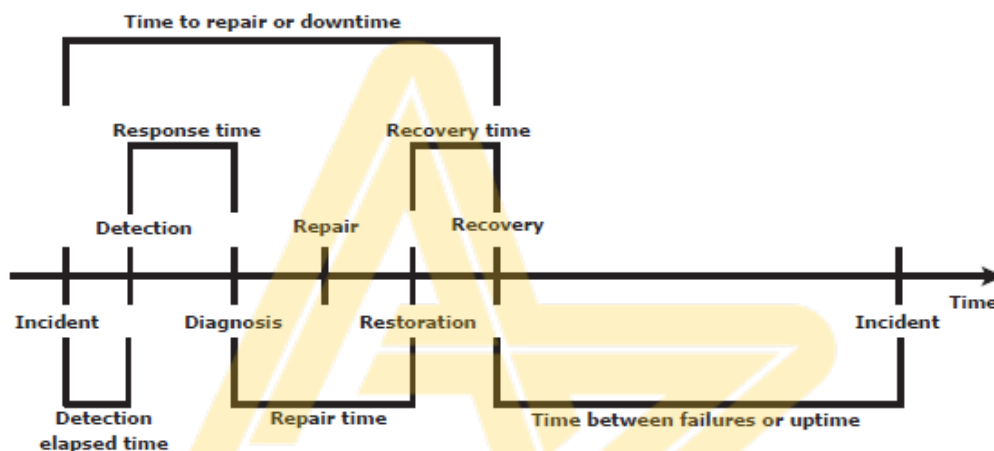 Time to repair or downtime
Response time
Recovery time
Detection
Repair
Recovery
Time
Incident
Diagnosis
Restoration
Incident
Detection
elapsed time
Repair time
Time between failures or uptime